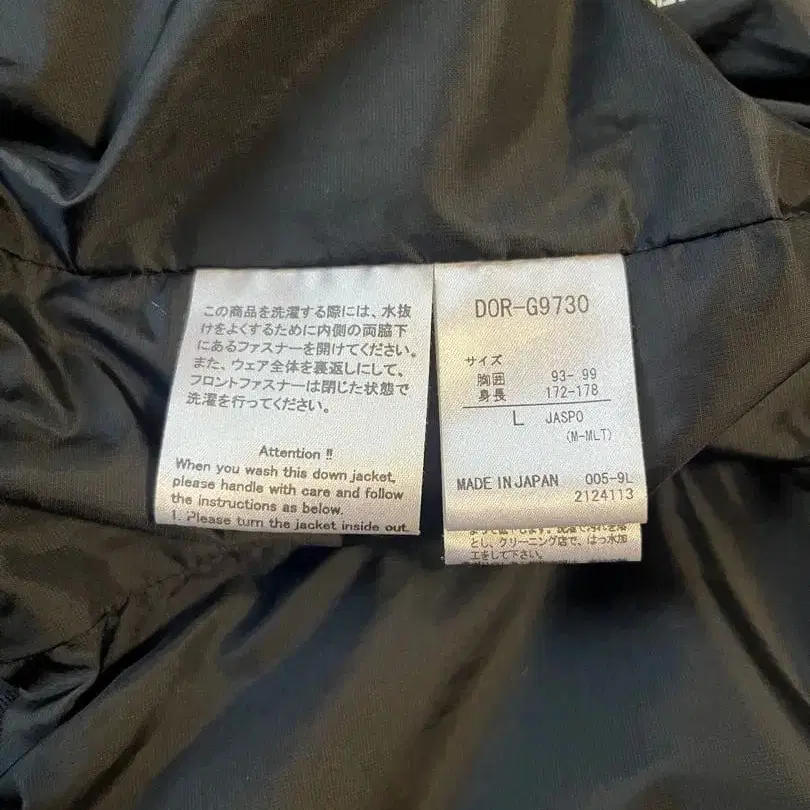 この商品を洗濯する際には、水抜
けをよくするために内側の両脇下
にあるファスナーを開けてください。
また、ウェア全体を裏返しにして、
フロントファスナーは閉じた状態で
洗濯を行ってください。
Attention !!
When you wash this down jacket,
please handle with care and follow
the instructions as below.
1. Please turn the jacket inside out.
DOR-G9730
サイズ
胸囲 93- 99
身長 172-178
L JASPO
(M-MLT)
MADE IN JAPAN 005-9L
2124113
とし、クリーニング店で、はっ水加
工をして下さい。